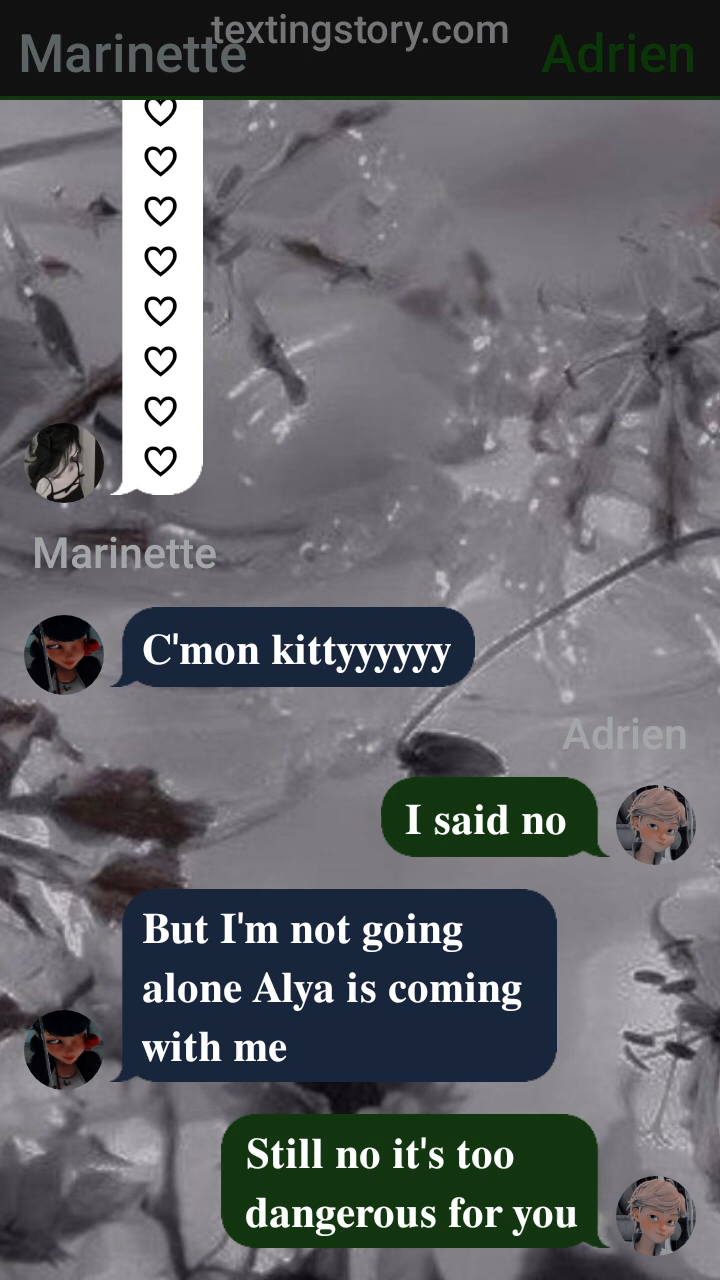 textingstory.com
Marinette Adrien
♡
♡
♡
♡
♡
♡
♡
♡
Marinette
C'mon kittyyyyyy
Adrien
I said no
But I'm not going
alone Alya is coming
with me
Still no it's too
dangerous for you